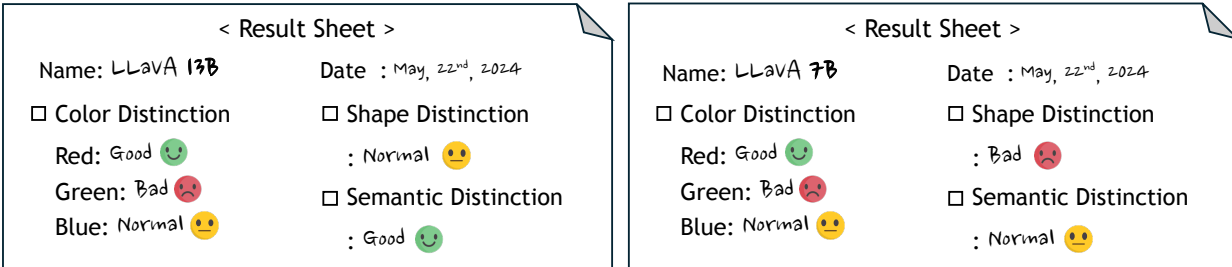 < Result Sheet >
Name: LLaVA 13B
Date : May, 22nd, 2024
□ Color Distinction
Red: Good
Green: Bad
Blue: Normal
□ Shape Distinction
: Normal
□ Semantic Distinction
: Good
< Result Sheet >
Name: LLaVA 7B
Date : May, 22nd, 2024
□ Color Distinction
Red: Good
Green: Bad
Blue: Normal
□ Shape Distinction
: Bad
□ Semantic Distinction
: Normal